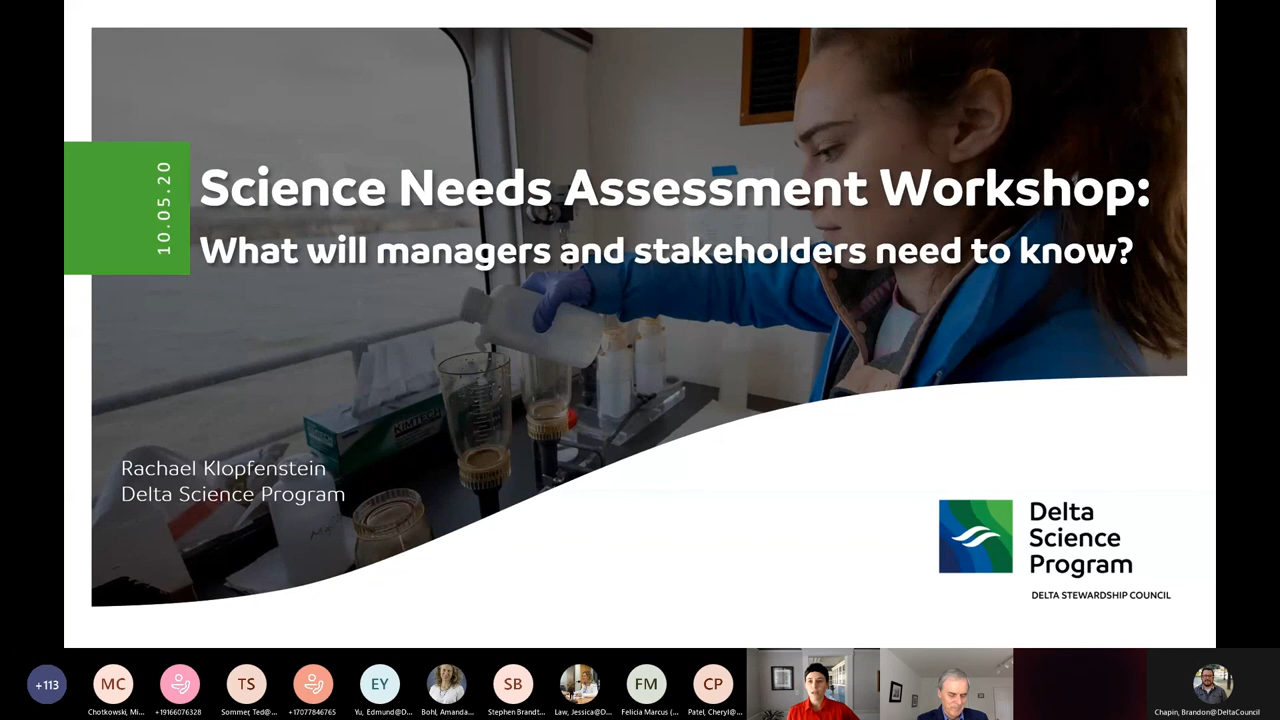 10.05.20
Science Needs Assessment Workshop:
What will managers and stakeholders need to know?
KIMTECH
Rachael Klopfenstein
Delta Science Program
Delta
Science
Program
DELTA STEWARDSHIP COUNCIL
+113
MC
TS
EY
SB
FM
CP
Chotkowski, Mi...
+19166076328
Sommer, Ted@...
+17077846765
Yu, Edmund@D...
Bohl, Amanda...
Stephen Brandt...
Law, Jessica@D...
Felicia Marcus (...
Patel, Cheryl@...
Chapin, Brandon@DeltaCouncil